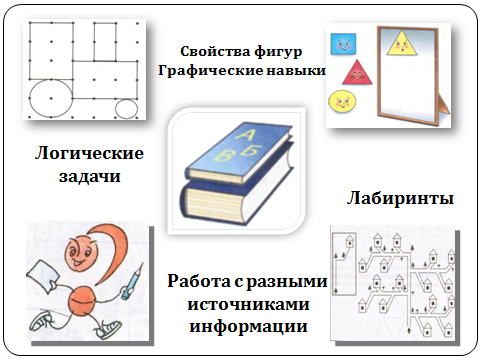 Свойства фигур
Графические навыки
Логические
задачи
А Б
В
Лабиринты
Работа с разными
источниками
информации